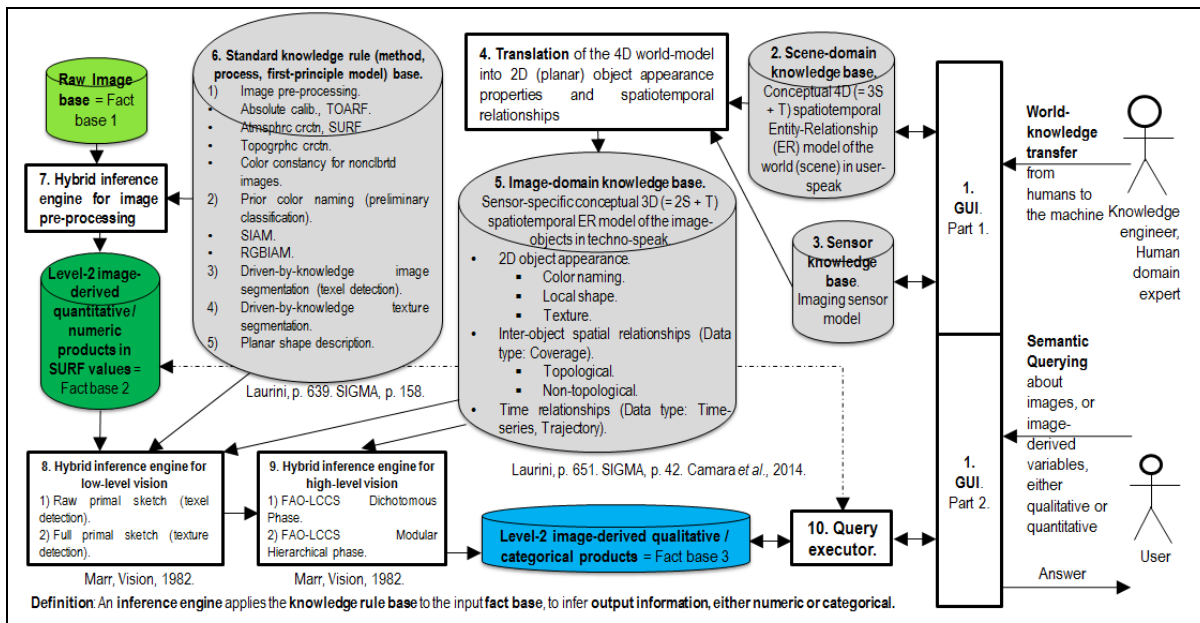 Raw Image
base = Fact
base 1
7. Hybrid inference
engine for image
pre-processing
Level-2 image-
derived
quantitative /
numeric
products in
SURF values =
Fact base 2
6. Standard knowledge rule (method,
process, first-principle model) base.
1) Image pre-processing.
• Absolute calib., TOARF.
• Atmsphrc crctn, SURF.
• Topogrphc crctn.
• Color constancy for nonclbrtd
images.
2) Prior color naming (preliminary
classification).
• SIAM.
• RGBIAM.
3) Driven-by-knowledge image
segmentation (texel detection).
4) Driven-by-knowledge texture
segmentation.
5) Planar shape description.
Laurini, p. 639. SIGMA, p. 158.
4. Translation of the 4D world-model
into 2D (planar) object appearance
properties and spatiotemporal
relationships
2. Scene-domain
knowledge base.
Conceptual 4D (= 3S
+ T) spatiotemporal
Entity-Relationship
(ER) model of the
world (scene) in user-
speak
3. Sensor
knowledge
base.
Imaging sensor
model
5. Image-domain knowledge base.
Sensor-specific conceptual 3D (= 2S + T)
spatiotemporal ER model of the image-
objects in techno-speak.
• 2D object appearance.
▪ Color naming.
▪ Local shape.
▪ Texture.
• Inter-object spatial relationships (Data
type: Coverage).
▪ Topological.
▪ Non-topological.
• Time relationships (Data type: Time-
series, Trajectory).
Laurini, p. 651. SIGMA, p. 42. Camara et al., 2014.
1.
GUI.
Part 1.
World-
knowledge
transfer
from
humans to
the machine
Knowledge
engineer,
Human
domain
expert
1.
GUI.
Part 2.
Semantic
Querying
about
images, or
image-
derived
variables,
either
qualitative or
quantitative
User
Answer
8. Hybrid inference engine for
low-level vision
1) Raw primal sketch (texel
detection).
2) Full primal sketch (texture
detection).
Marr, Vision, 1982.
9. Hybrid inference engine for
high-level vision
1) FAO-LCCS Dichotomous
Phase.
2) FAO-LCCS Modular
Hierarchical phase.
Marr, Vision, 1982.
Level-2 image-derived qualitative /
categorical products = Fact base 3
10. Query
executor.
Definition: An inference engine applies the knowledge rule base to the input fact base, to infer output information, either numeric or categorical.